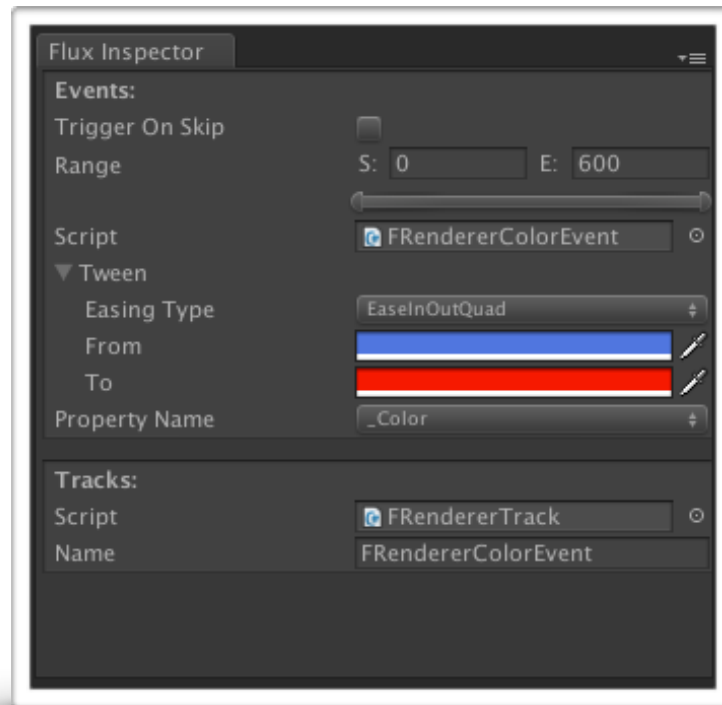 Flux Inspector
Events:
Trigger On Skip
Range S: 0 E: 600
Script FRendererColorEvent
Tween
Easing Type EaseInOutQuad
From
To
Property Name _Color
Tracks:
Script FRendererTrack
Name FRendererColorEvent